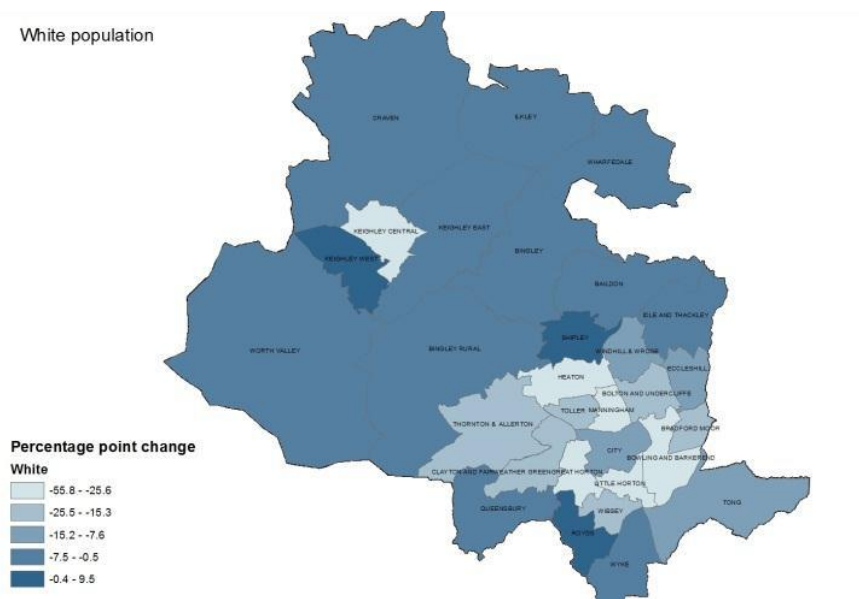 White population
CRAVEN
ILKLEY
WHARFEDALE
KEIGHLEY CENTRAL
KEIGHLEY EAST
KEIGHLEY WEST
BINGLEY
BAILDON
IDLE AND THACKLEY
SHIPLEY
WORTH VALLEY
BINGLEY RURAL
WINDHILL & WROSE
ECCLESHILL
HEATON
BOLTON AND UNDERCLIFFE
TOLLER
MANNINGHAM
THORNTON & ALLERTON
BRADFORD MOOR
CITY
BOWLING AND BARKEREND
CLAYTON AND FAIRWEATHER GREEN
GREAT HORTON
LITTLE HORTON
TONG
QUEENSBURY
WIBSEY
ROYDS
WYKE
Percentage point change
White
-55.8 - -25.6
-25.5 - -15.3
-15.2 - -7.6
-7.5 - -0.5
-0.4 - 9.5